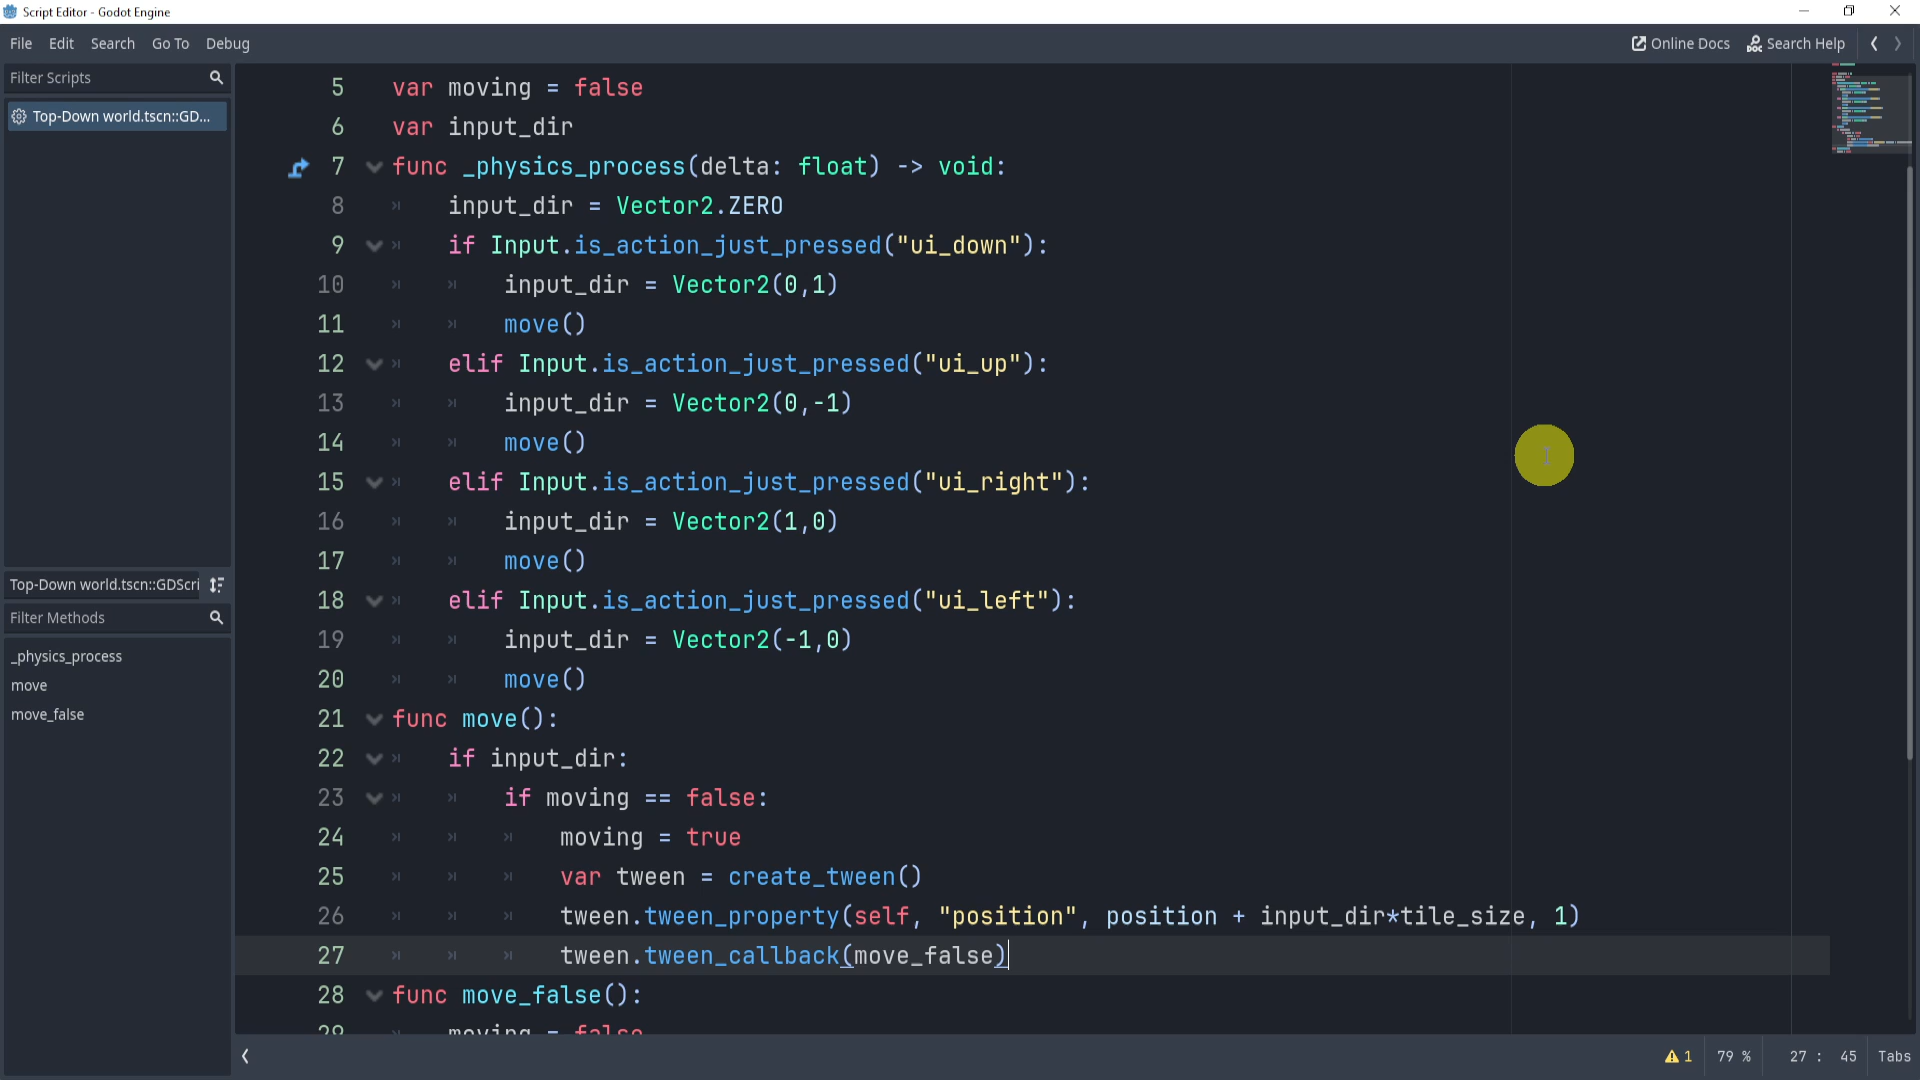 Script Editor - Godot Engine
File Edit Search Go To Debug
Online Docs Search Help
Filter Scripts
Top-Down world.tscn::GD...
5 var moving = false
6 var input_dir
7 func _physics_process(delta: float) -> void:
8 input_dir = Vector2.ZERO
9 if Input.is_action_just_pressed("ui_down"):
10 input_dir = Vector2(0,1)
11 move()
12 elif Input.is_action_just_pressed("ui_up"):
13 input_dir = Vector2(0,-1)
14 move()
15 elif Input.is_action_just_pressed("ui_right"):
16 input_dir = Vector2(1,0)
17 move()
18 elif Input.is_action_just_pressed("ui_left"):
19 input_dir = Vector2(-1,0)
20 move()
21 func move():
22 if input_dir:
23 if moving == false:
24 moving = true
25 var tween = create_tween()
26 tween.tween_property(self, "position", position + input_dir*tile_size, 1)
27 tween.tween_callback(move_false)
28 func move_false():
29 moving = false
Top-Down world.tscn::GDScri
Filter Methods
_physics_process
move
move_false
1 79 % 27 : 45 Tabs